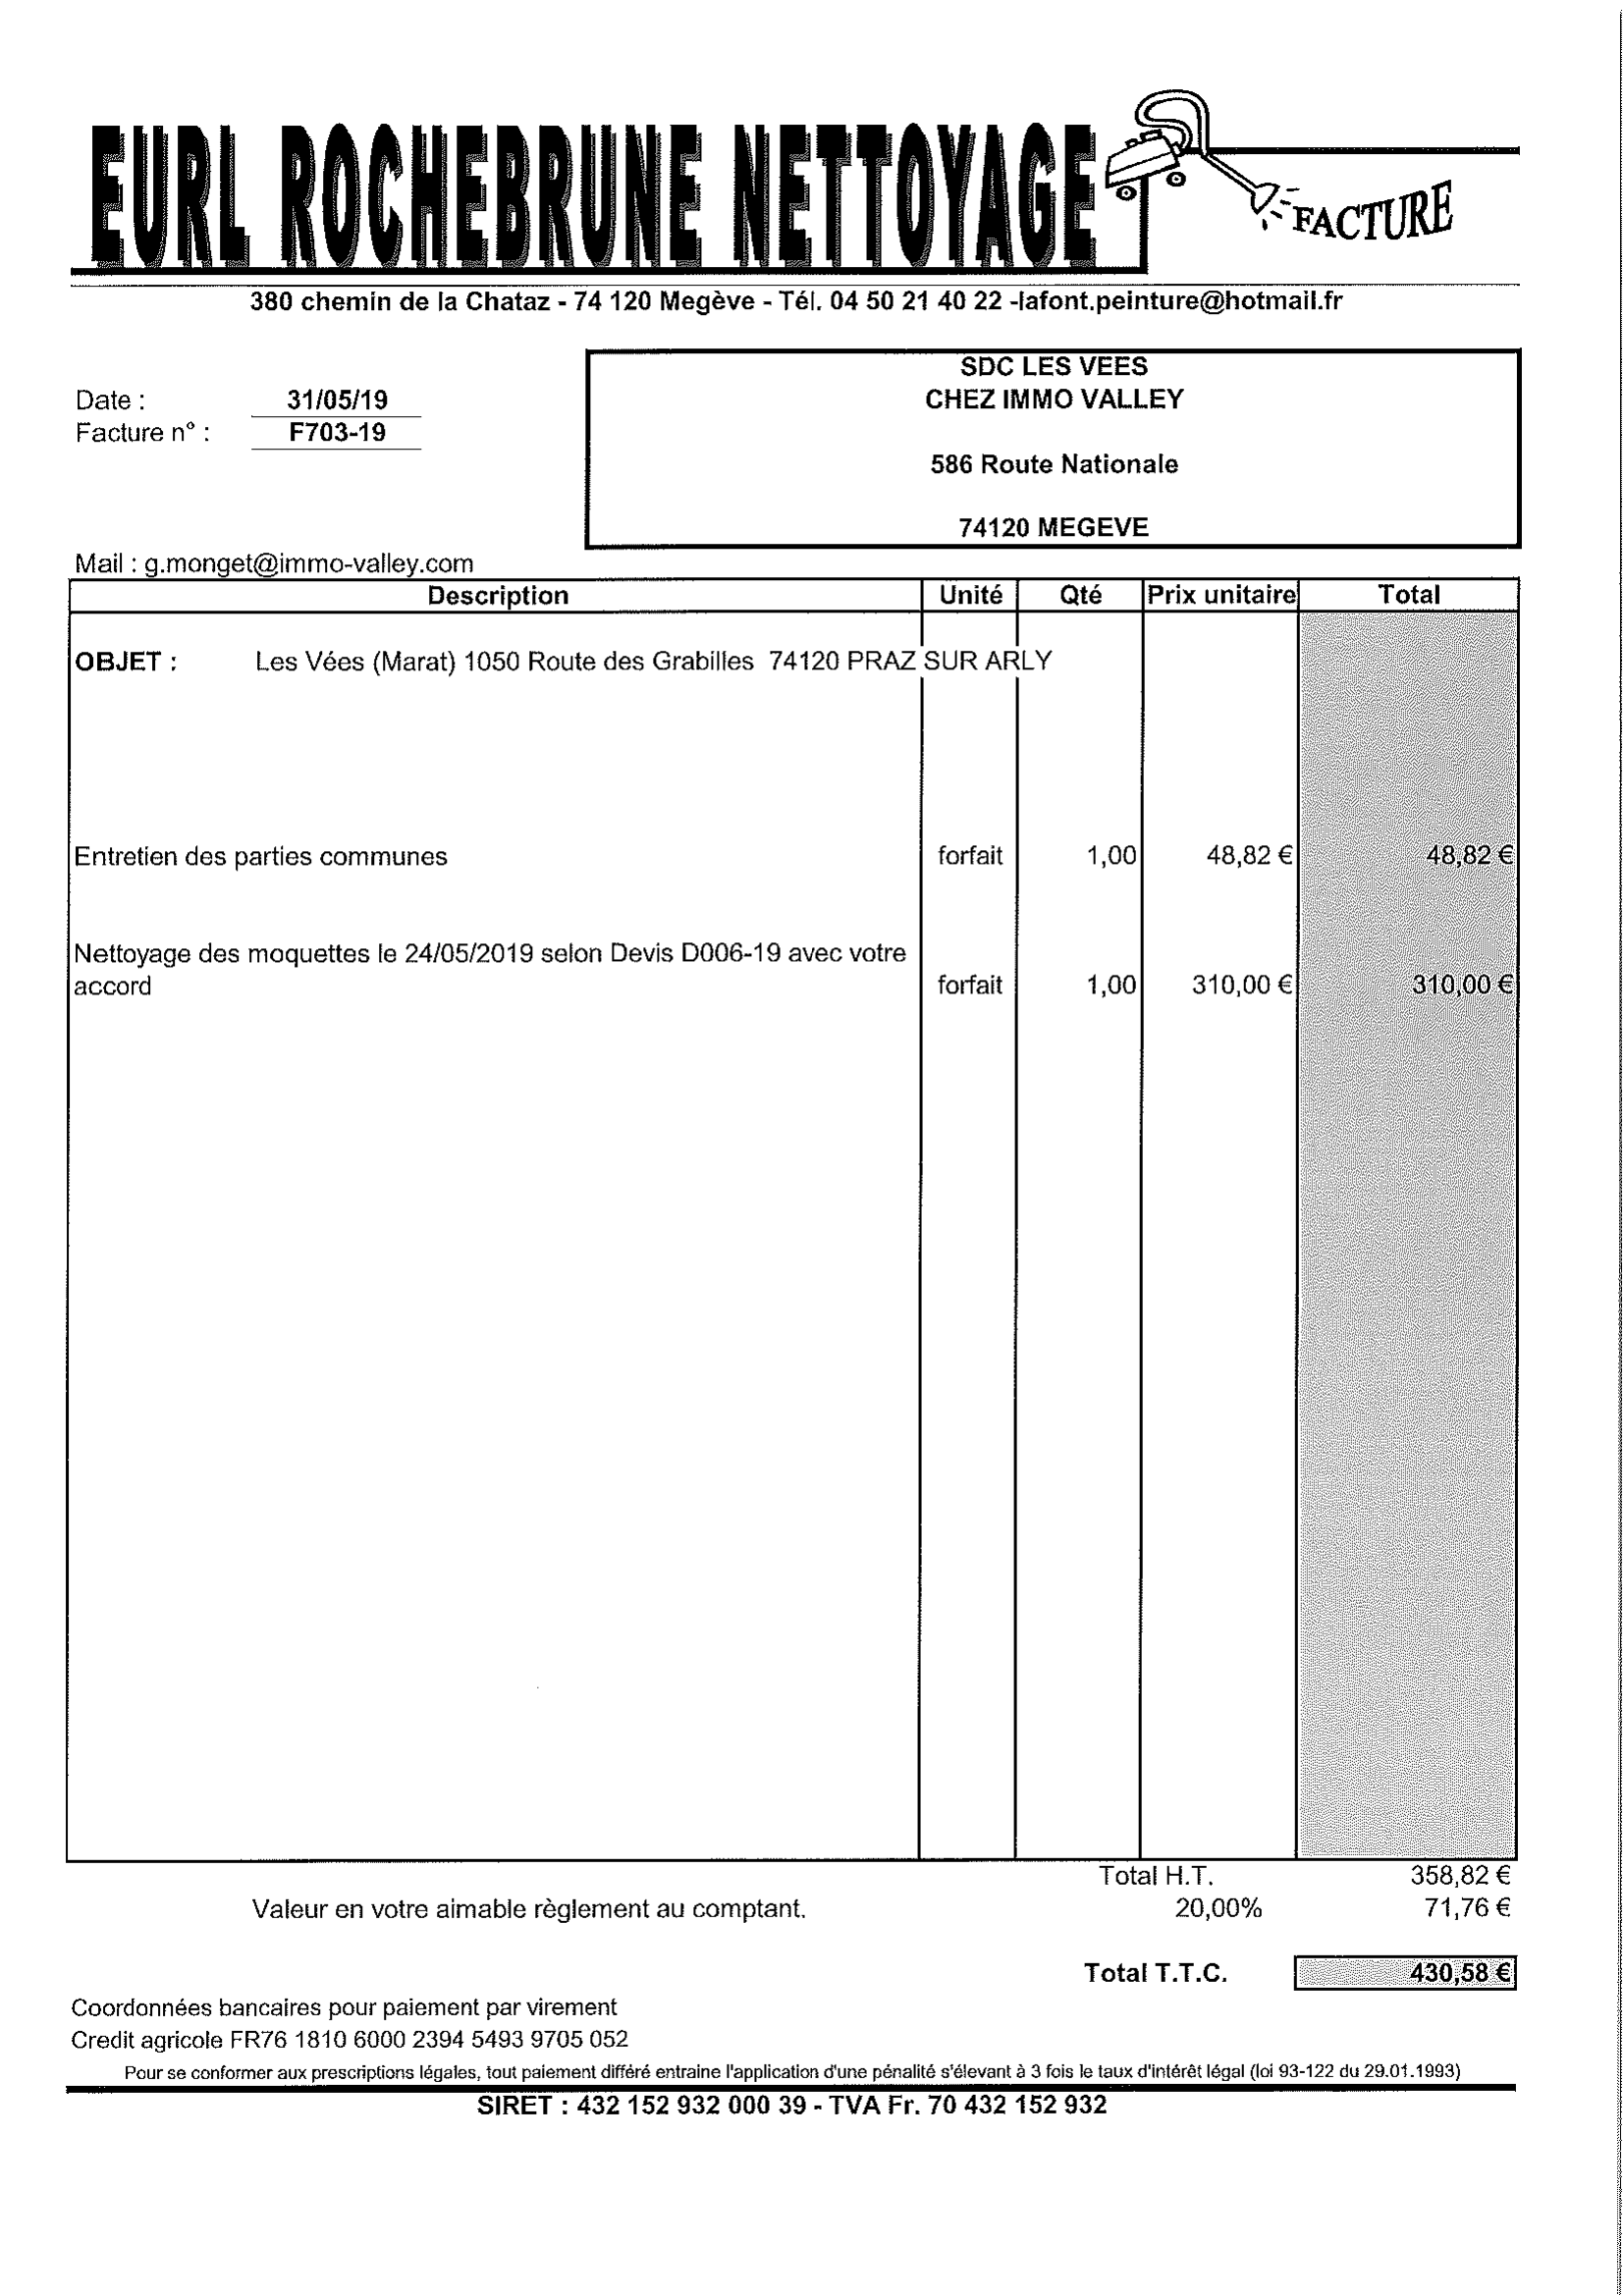 EURL ROCHEBRUNE NETTOYAGE
FACTURE
380 chemin de la Chataz - 74 120 Megève - Tél. 04 50 21 40 22 -lafont.peinture@hotmail.fr
SDC LES VEES
Date : 31/05/19 CHEZ IMMO VALLEY
Facture n° : F703-19
586 Route Nationale
74120 MEGEVE
Mail : g.monget@immo-valley.com
Description Unité Qté Prix unitaire Total
OBJET : Les Vées (Marat) 1050 Route des Grabilles 74120 PRAZ SUR ARLY
Entretien des parties communes forfait 1,00 48,82 € 48,82 €
Nettoyage des moquettes le 24/05/2019 selon Devis D006-19 avec votre
accord forfait 1,00 310,00 € 310,00 €
Total H.T. 358,82 €
Valeur en votre aimable règlement au comptant. 20,00% 71,76 €
Total T.T.C. 430,58 €
Coordonnées bancaires pour paiement par virement
Credit agricole FR76 1810 6000 2394 5493 9705 052
Pour se conformer aux prescriptions légales, tout paiement différé entraine l'application d'une pénalité s'élevant à 3 fois le taux d'intérêt légal (loi 93-122 du 29.01.1993)
SIRET : 432 152 932 000 39 - TVA Fr. 70 432 152 932